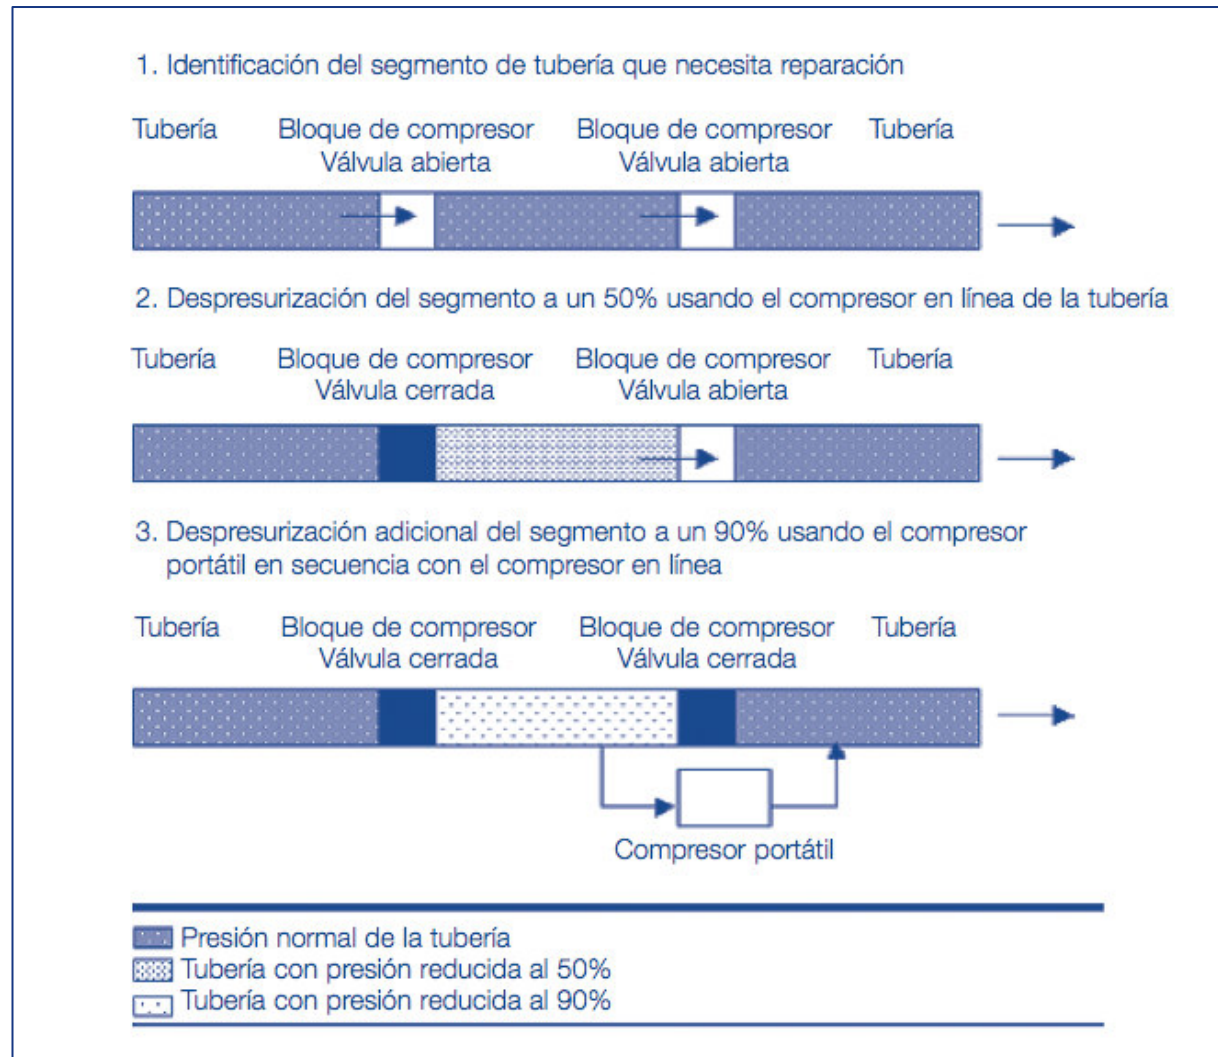 1. Identificación del segmento de tubería que necesita reparación
Tubería Bloque de compresor Bloque de compresor Tubería
Válvula abierta Válvula abierta
2. Despresurización del segmento a un 50% usando el compresor en línea de la tubería
Tubería Bloque de compresor Bloque de compresor Tubería
Válvula cerrada Válvula abierta
3. Despresurización adicional del segmento a un 90% usando el compresor
portátil en secuencia con el compresor en línea
Tubería Bloque de compresor Bloque de compresor Tubería
Válvula cerrada Válvula cerrada
Compresor portátil
Presión normal de la tubería
Tubería con presión reducida al 50%
Tubería con presión reducida al 90%